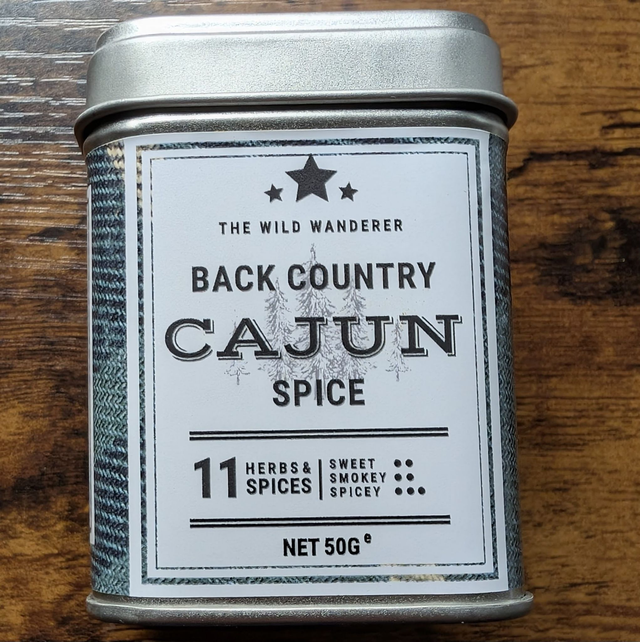 THE WILD WANDERER
BACK COUNTRY
CAJUN
SPICE
11 HERBS &
SPICES
SWEET
SMOKEY
SPICEY
NET 50G e